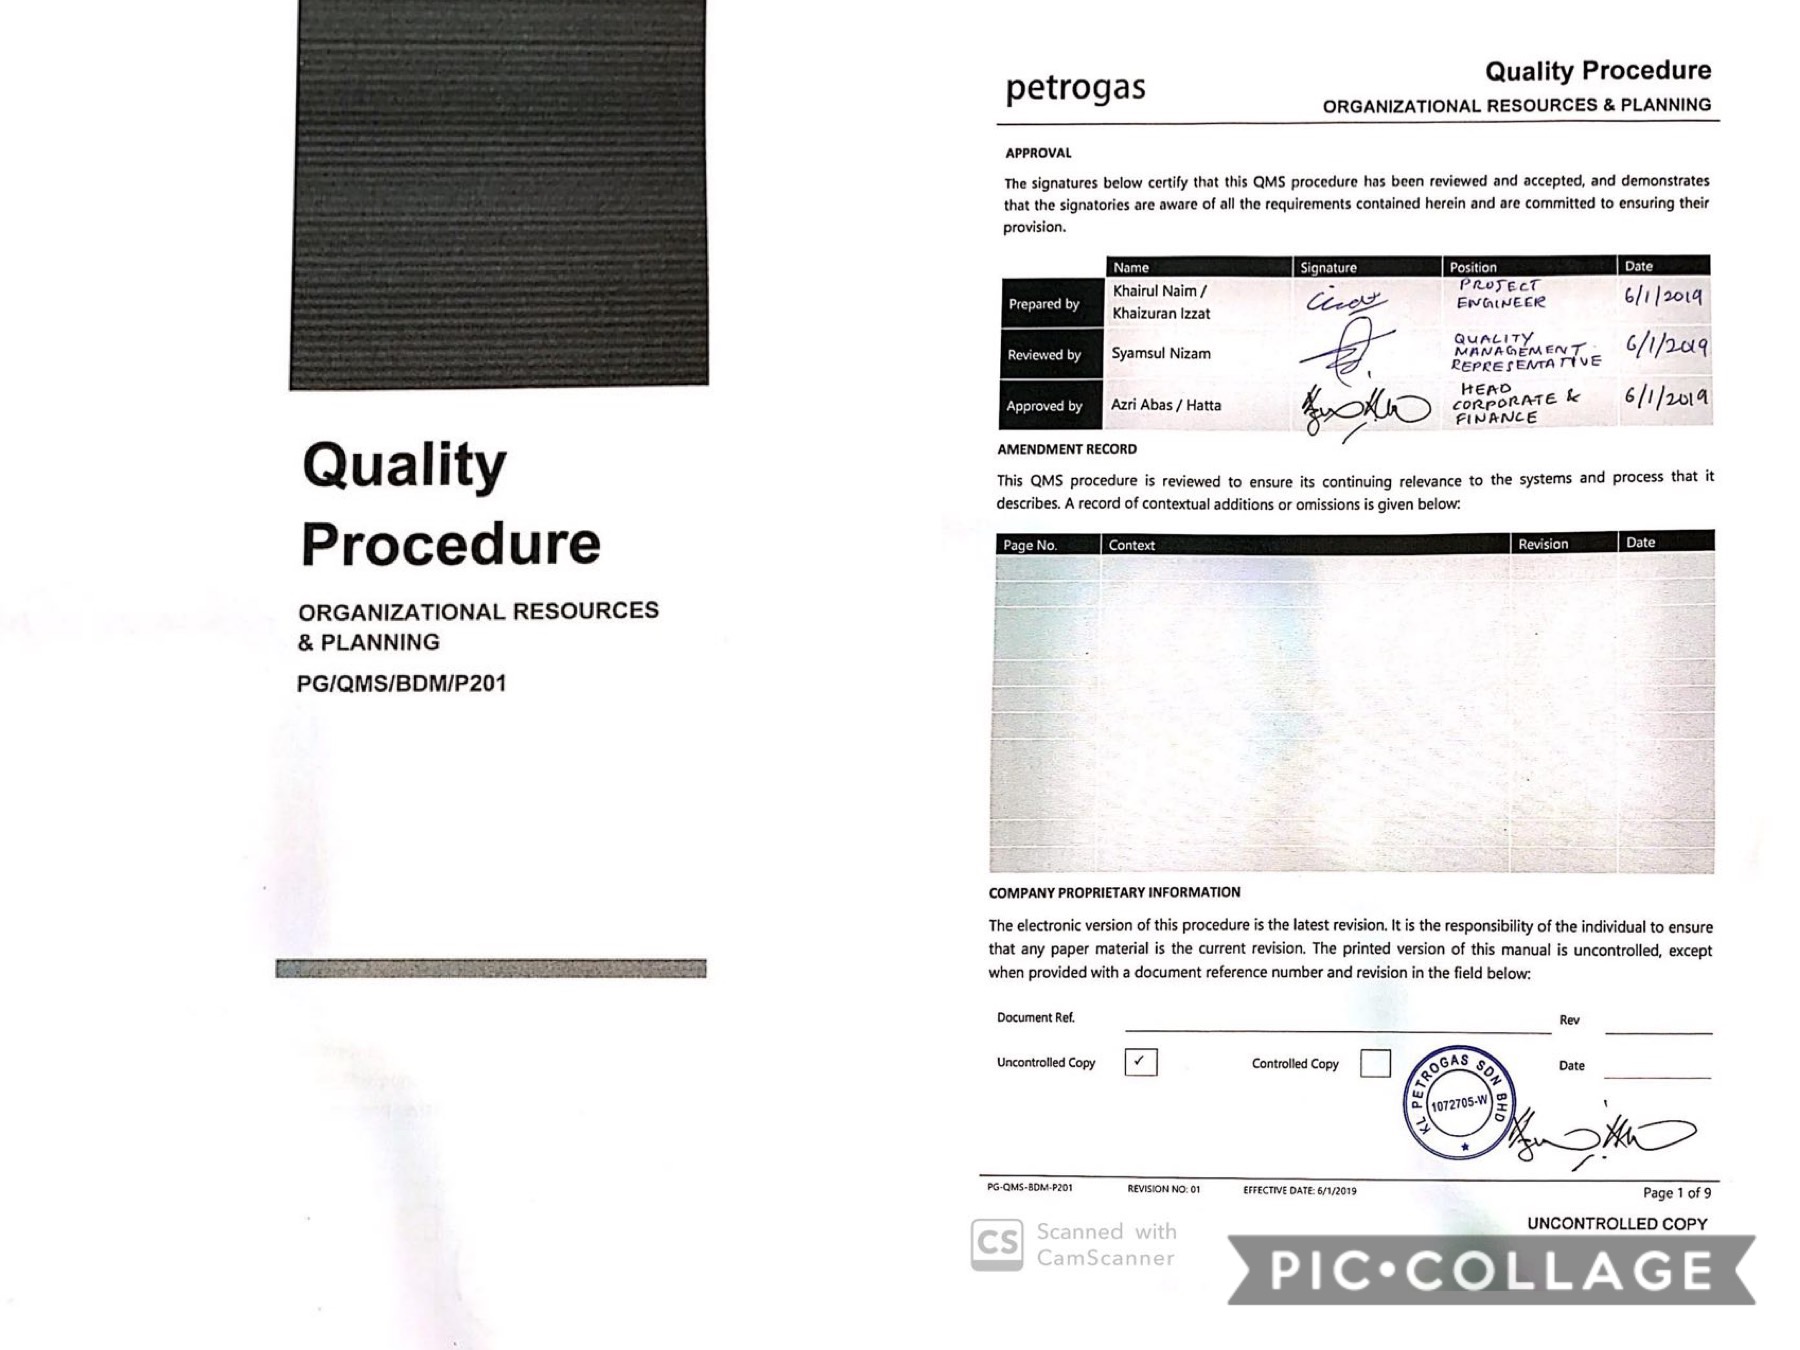 Quality
Procedure
ORGANIZATIONAL RESOURCES
& PLANNING
PG/QMS/BDM/P201
petrogas
Quality Procedure
ORGANIZATIONAL RESOURCES & PLANNING
APPROVAL
The signatures below certify that this QMS procedure has been reviewed and accepted, and demonstrates
that the signatories are aware of all the requirements contained herein and are committed to ensuring their
provision.
Name Signature Position Date
Prepared by Khairul Naim / Khaizuran Izzat PROJECT ENGINEER 6/1/2019
Reviewed by Syamsul Nizam QUALITY MANAGEMENT REPRESENTATIVE 6/1/2019
Approved by Azri Abas / Hatta HEAD CORPORATE & FINANCE 6/1/2019
AMENDMENT RECORD
This QMS procedure is reviewed to ensure its continuing relevance to the systems and process that it
describes. A record of contextual additions or omissions is given below:
Page No. Context Revision Date
COMPANY PROPRIETARY INFORMATION
The electronic version of this procedure is the latest revision. It is the responsibility of the individual to ensure
that any paper material is the current revision. The printed version of this manual is uncontrolled, except
when provided with a document reference number and revision in the field below:
Document Ref. Rev
Uncontrolled Copy ✓ Controlled Copy Date
KL PETROGAS SDN BHD
1072705-W
PG-QMS-BDM-P201 REVISION NO: 01 EFFECTIVE DATE: 6/1/2019 Page 1 of 9
UNCONTROLLED COPY
CS Scanned with
CamScanner
PIC•COLLAGE